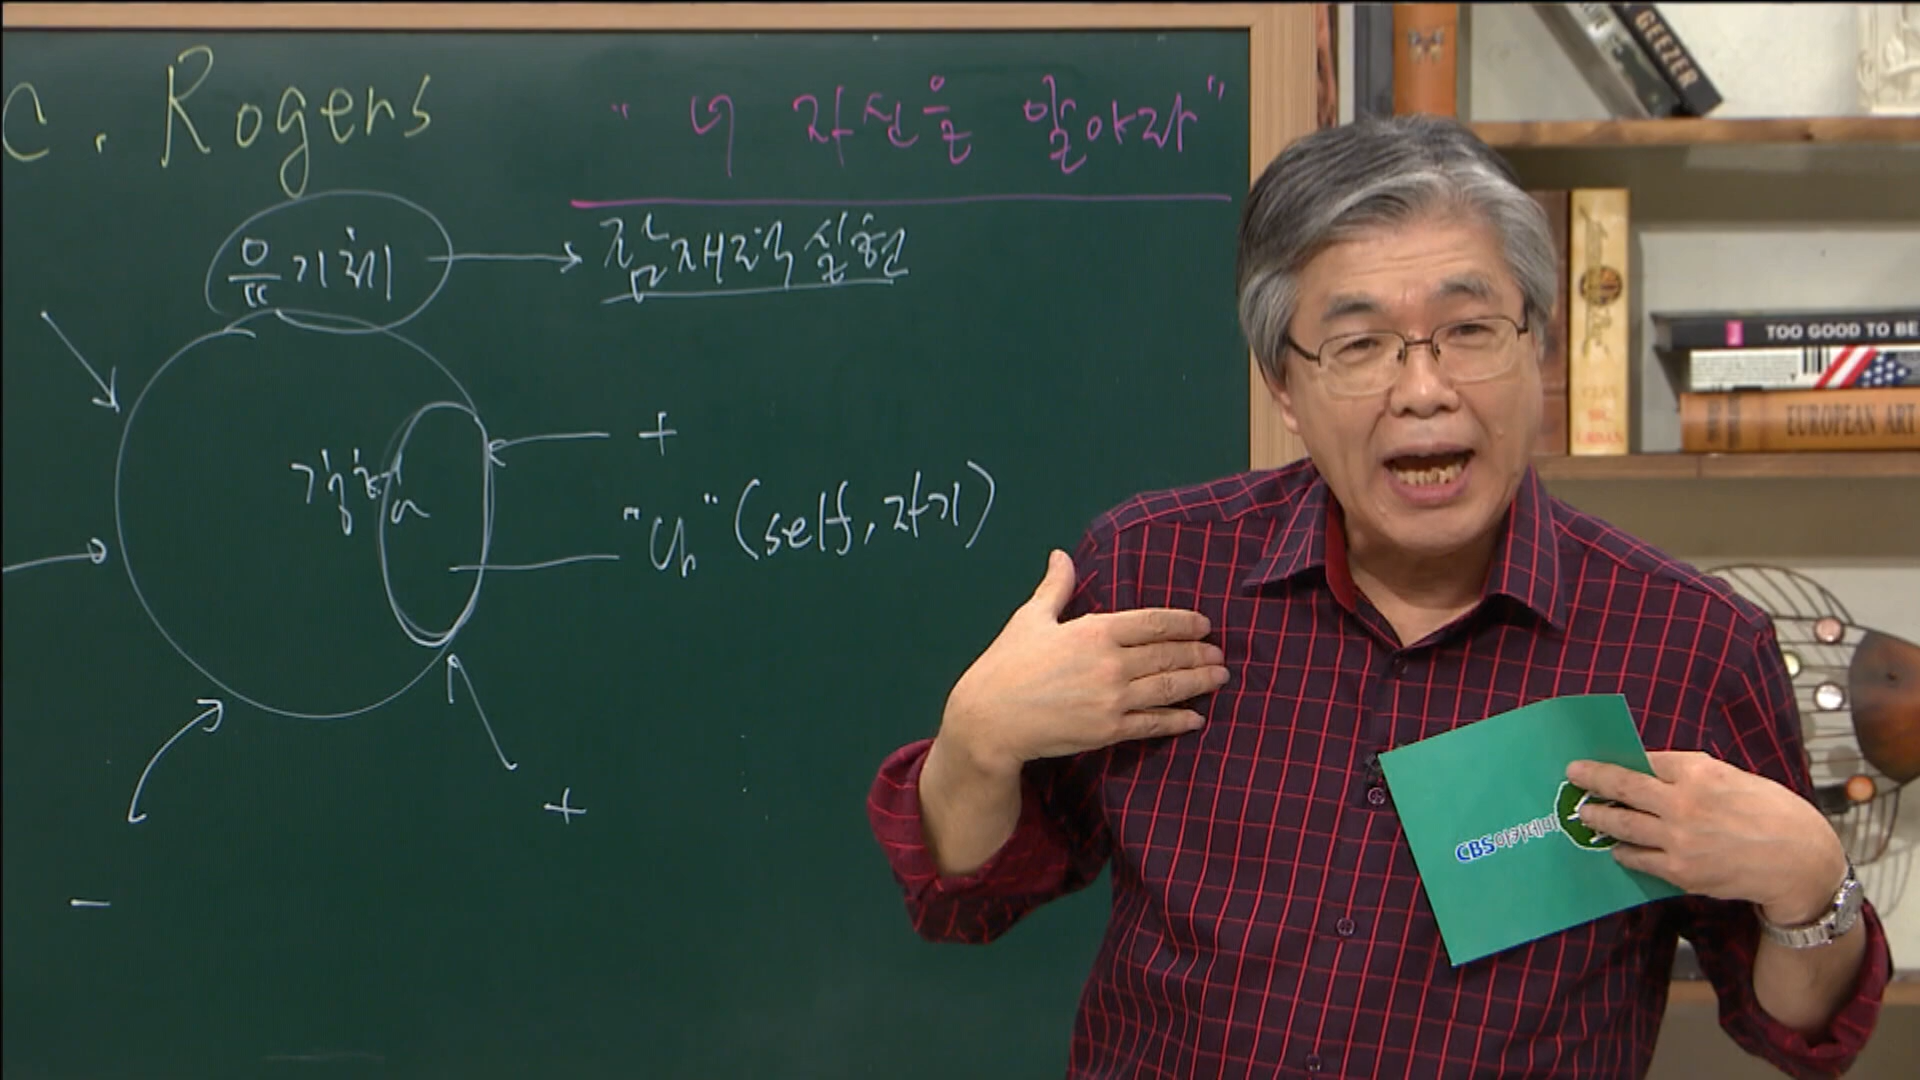 C. Rogers
"너 자신을 알아라"
유기체
잠재력 실현
경험
+
"나" (self, 자기)
+
−
CBS아카데미
GEEZER
TOO GOOD TO BE
EUROPEAN ART